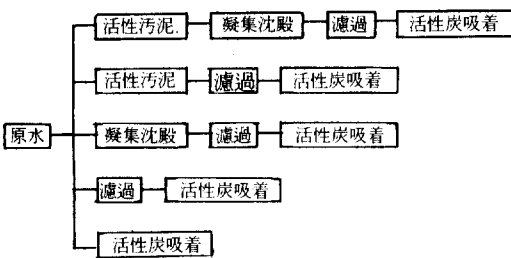 活性汚泥. 凝集沈殿 濾過 活性炭吸着
活性汚泥 濾過 活性炭吸着
原水 凝集沈殿 濾過 活性炭吸着
濾過 活性炭吸着
活性炭吸着